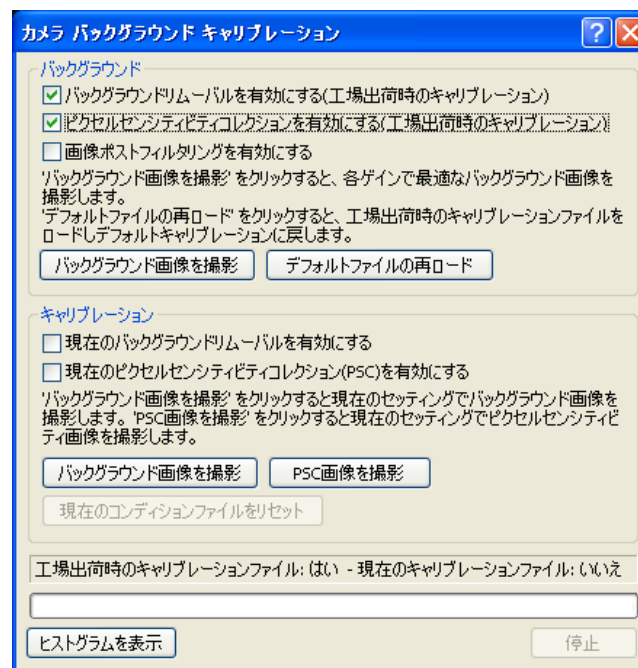 カメラ バックグラウンド キャリブレーション
バックグラウンド
バックグラウンドリムーバルを有効にする(工場出荷時のキャリブレーション)
ピクセルセンシティビティコレクションを有効にする(工場出荷時のキャリブレーション)
画像ポストフィルタリングを有効にする
'バックグラウンド画像を撮影' をクリックすると、各ゲインで最適なバックグラウンド画像を
撮影します。
'デフォルトファイルの再ロード' をクリックすると、工場出荷時のキャリブレーションファイルを
ロードしデフォルトキャリブレーションに戻します。
バックグラウンド画像を撮影 デフォルトファイルの再ロード
キャリブレーション
現在のバックグラウンドリムーバルを有効にする
現在のピクセルセンシティビティコレクション(PSC)を有効にする
'バックグラウンド画像を撮影' をクリックすると現在のセッティングでバックグラウンド画像を
撮影します。'PSC画像を撮影' をクリックすると現在のセッティングでピクセルセンシティビ
ティ画像を撮影します。
バックグラウンド画像を撮影 PSC画像を撮影
現在のコンディションファイルをリセット
工場出荷時のキャリブレーションファイル: はい - 現在のキャリブレーションファイル: いいえ
ヒストグラムを表示 停止